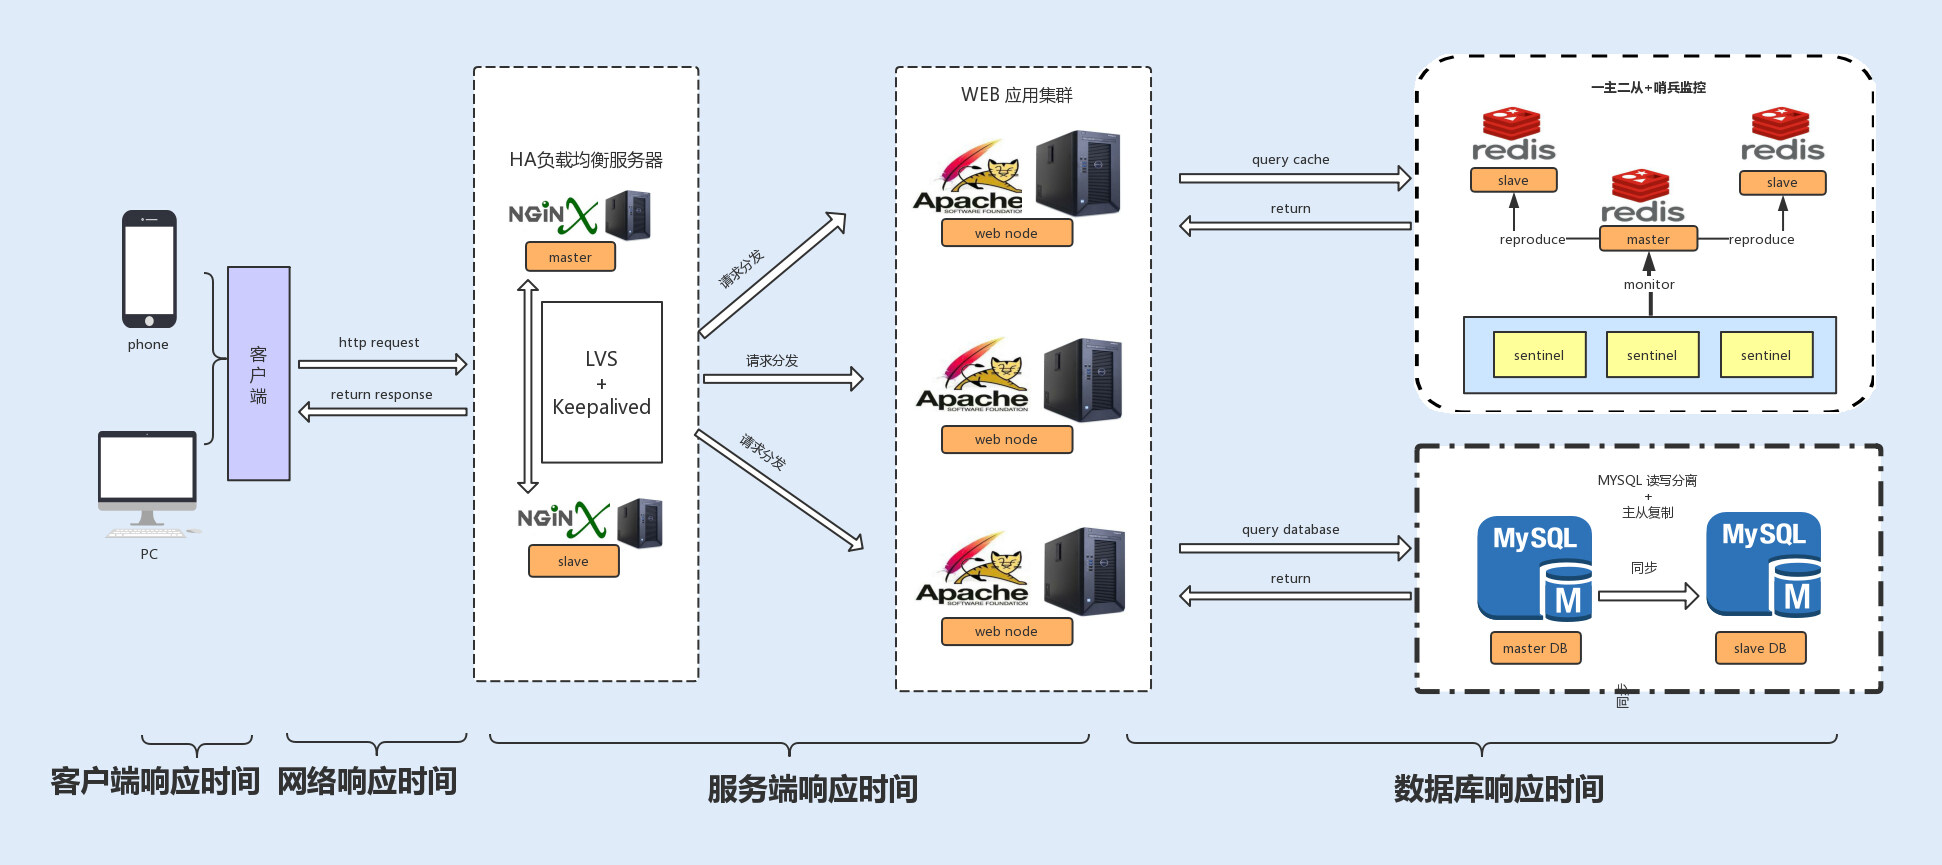 phone
PC
客户端
http request
return response
HA负载均衡服务器
NGiNX
master
LVS
+
Keepalived
NGiNX
slave
请求分发
请求分发
请求分发
WEB 应用集群
Apache
SOFTWARE FOUNDATION
web node
Apache
SOFTWARE FOUNDATION
web node
Apache
SOFTWARE FOUNDATION
web node
query cache
return
query database
return
一主二从+哨兵监控
redis
slave
redis
slave
redis
master
reproduce
reproduce
monitor
sentinel
sentinel
sentinel
MYSQL 读写分离
+
主从复制
MySQL
M
master DB
同步
MySQL
M
slave DB
同步
客户端响应时间
网络响应时间
服务端响应时间
数据库响应时间